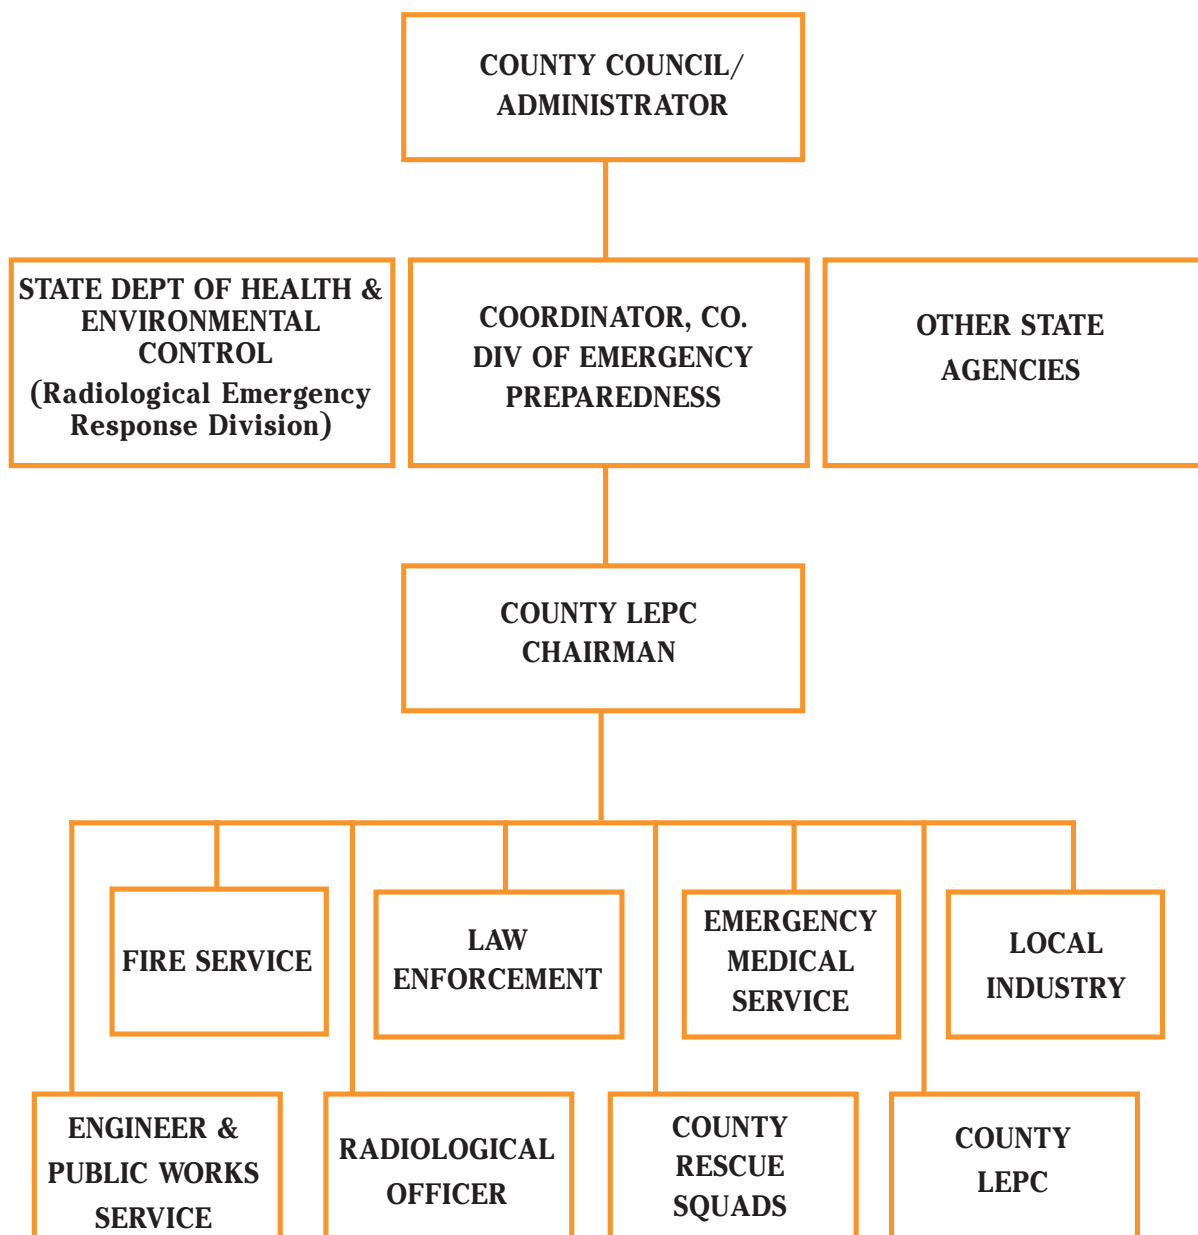 COUNTY COUNCIL/
ADMINISTRATOR
STATE DEPT OF HEALTH &
ENVIRONMENTAL
CONTROL
(Radiological Emergency
Response Division)
COORDINATOR, CO.
DIV OF EMERGENCY
PREPAREDNESS
OTHER STATE
AGENCIES
COUNTY LEPC
CHAIRMAN
FIRE SERVICE
LAW
ENFORCEMENT
EMERGENCY
MEDICAL
SERVICE
LOCAL
INDUSTRY
ENGINEER &
PUBLIC WORKS
SERVICE
RADIOLOGICAL
OFFICER
COUNTY
RESCUE
SQUADS
COUNTY
LEPC